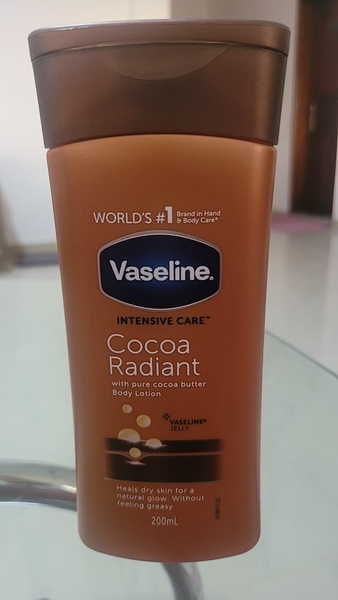 WORLD'S #1 Brand in Hand
& Body Care*
Vaseline.
INTENSIVE CARE™
Cocoa
Radiant
with pure cocoa butter
Body Lotion
VASELINE®
JELLY
Heals dry skin for a
natural glow. Without
feeling greasy
200mL